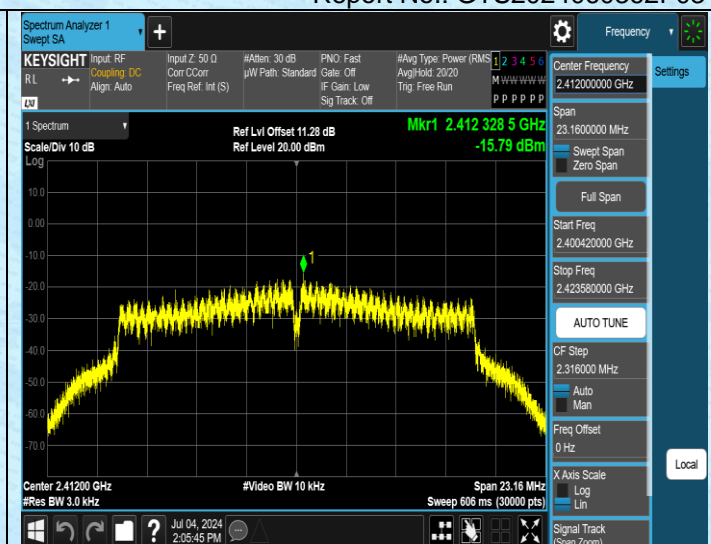 Spectrum Analyzer 1
Swept SA
Frequency
KEYSIGHT
RL
LXI
Input: RF
Coupling: DC
Align: Auto
Input Z: 50 Ω
Corr CCorr
Freq Ref: Int (S)
#Atten: 30 dB
µW Path: Standard
PNO: Fast
Gate: Off
IF Gain: Low
Sig Track: Off
#Avg Type: Power (RMS
Avg|Hold: 20/20
Trig: Free Run
1 2 3 4 5 6
M W W W W W
P P P P P P
Center Frequency
2.412000000 GHz
Settings
Span
23.1600000 MHz
Swept Span
Zero Span
Full Span
Start Freq
2.400420000 GHz
Stop Freq
2.423580000 GHz
AUTO TUNE
CF Step
2.316000 MHz
Auto
Man
Freq Offset
0 Hz
X Axis Scale
Log
Lin
Signal Track
(Span Zoom)
Local
1 Spectrum
Scale/Div 10 dB
Log
Ref Lvl Offset 11.28 dB
Ref Level 20.00 dBm
Mkr1 2.412 328 5 GHz
-15.79 dBm
1
10.0
0.00
-10.0
-20.0
-30.0
-40.0
-50.0
-60.0
-70.0
Center 2.41200 GHz
#Res BW 3.0 kHz
#Video BW 10 kHz
Span 23.16 MHz
Sweep 606 ms (30000 pts)
?
Jul 04, 2024
2:05:45 PM